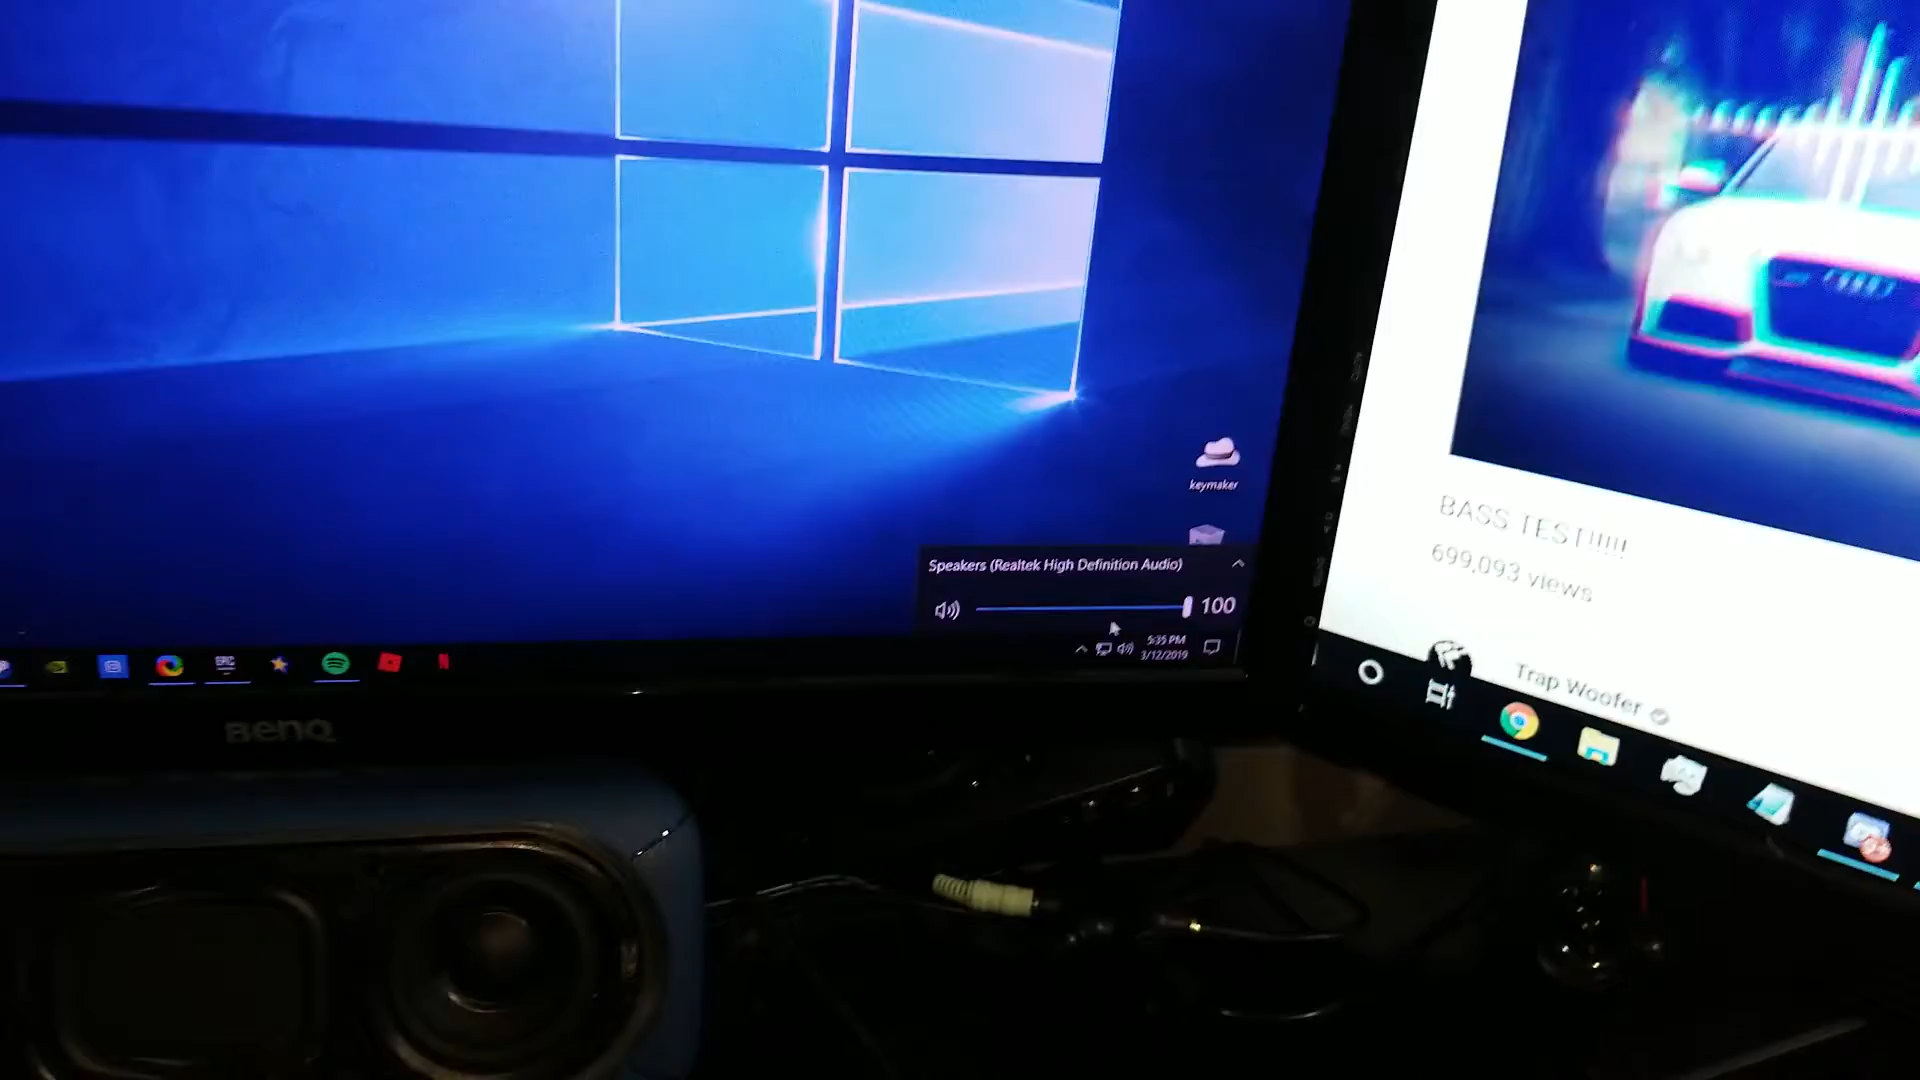 keymaker
Speakers (Realtek High Definition Audio)
100
5:35 PM
3/12/2019
EPIC
BenQ
BASS TEST!!!!!
699,093 views
Trap Woofer